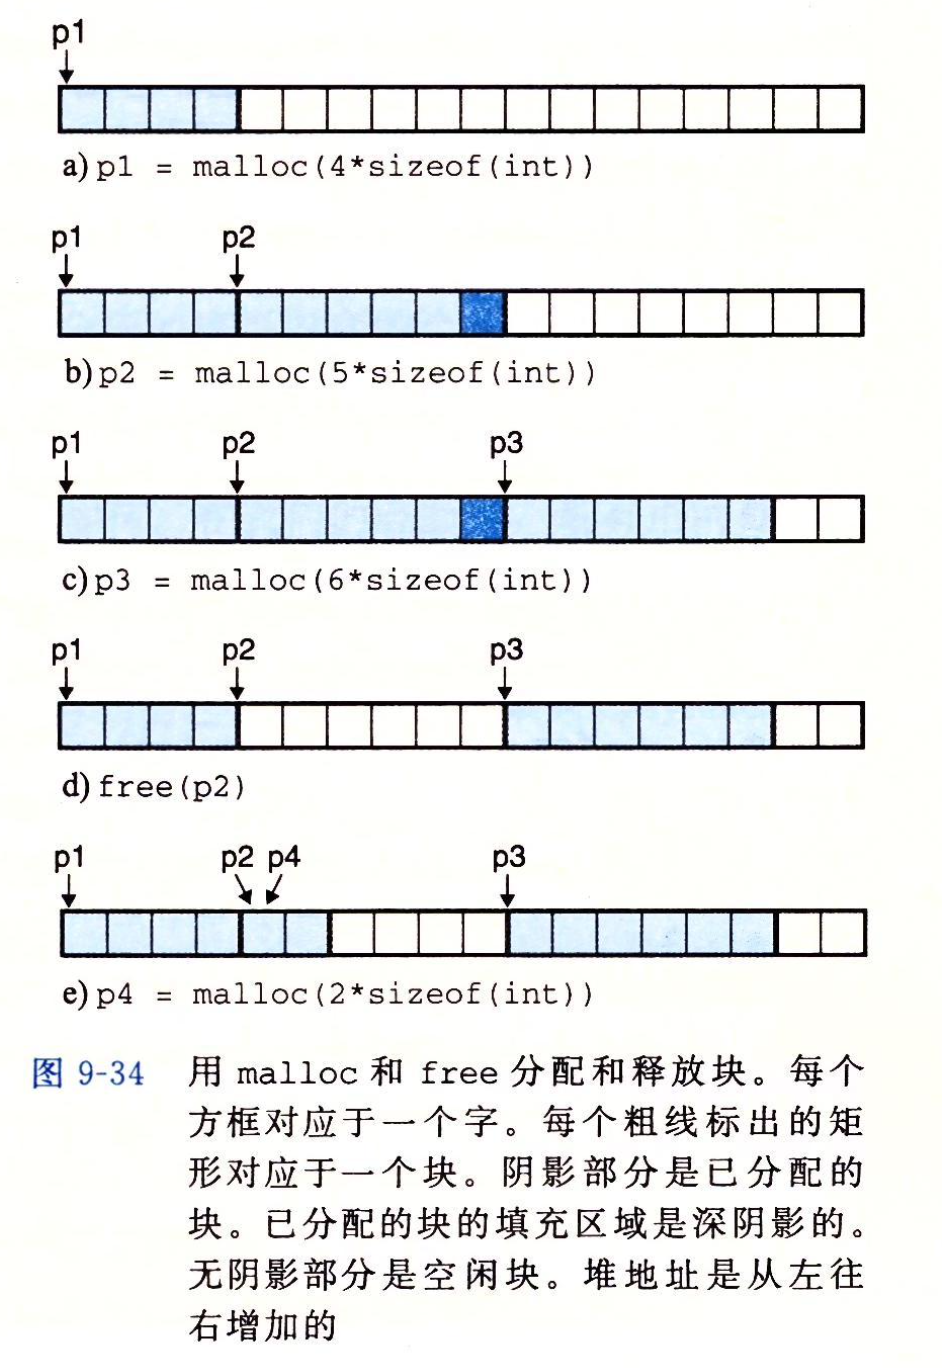 p1
a) p1 = malloc(4*sizeof(int))
p1 p2
b) p2 = malloc(5*sizeof(int))
p1 p2 p3
c) p3 = malloc(6*sizeof(int))
p1 p2 p3
d) free(p2)
p1 p2 p4 p3
e) p4 = malloc(2*sizeof(int))
图 9-34 用 malloc 和 free 分配和释放块。每个
方框对应于一个字。每个粗线标出的矩
形对应于一个块。阴影部分是已分配的
块。已分配的块的填充区域是深阴影的。
无阴影部分是空闲块。堆地址是从左往
右增加的